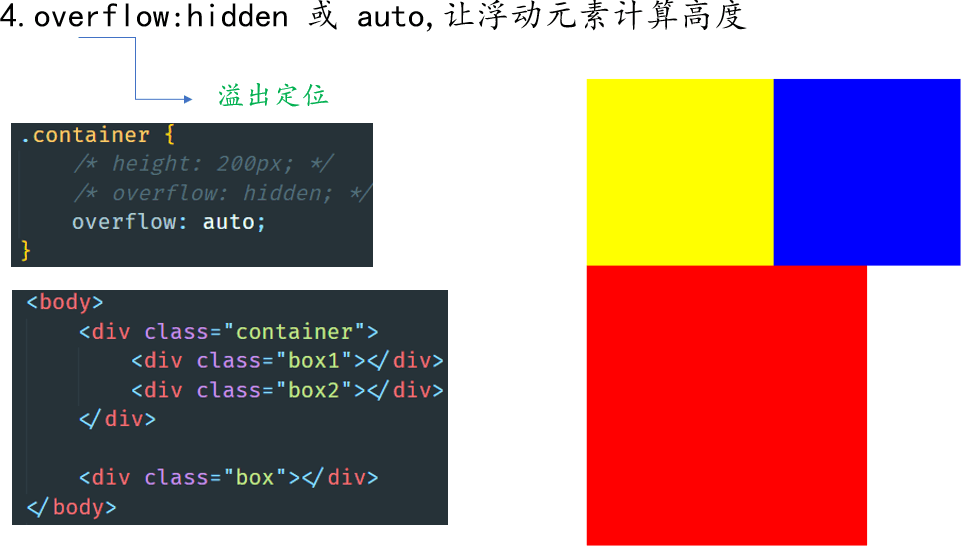 4.overflow:hidden 或 auto,让浮动元素计算高度
溢出定位
.container {
/* height: 200px; */
/* overflow: hidden; */
overflow: auto;
}
<body>
<div class="container">
<div class="box1"></div>
<div class="box2"></div>
</div>
<div class="box"></div>
</body>